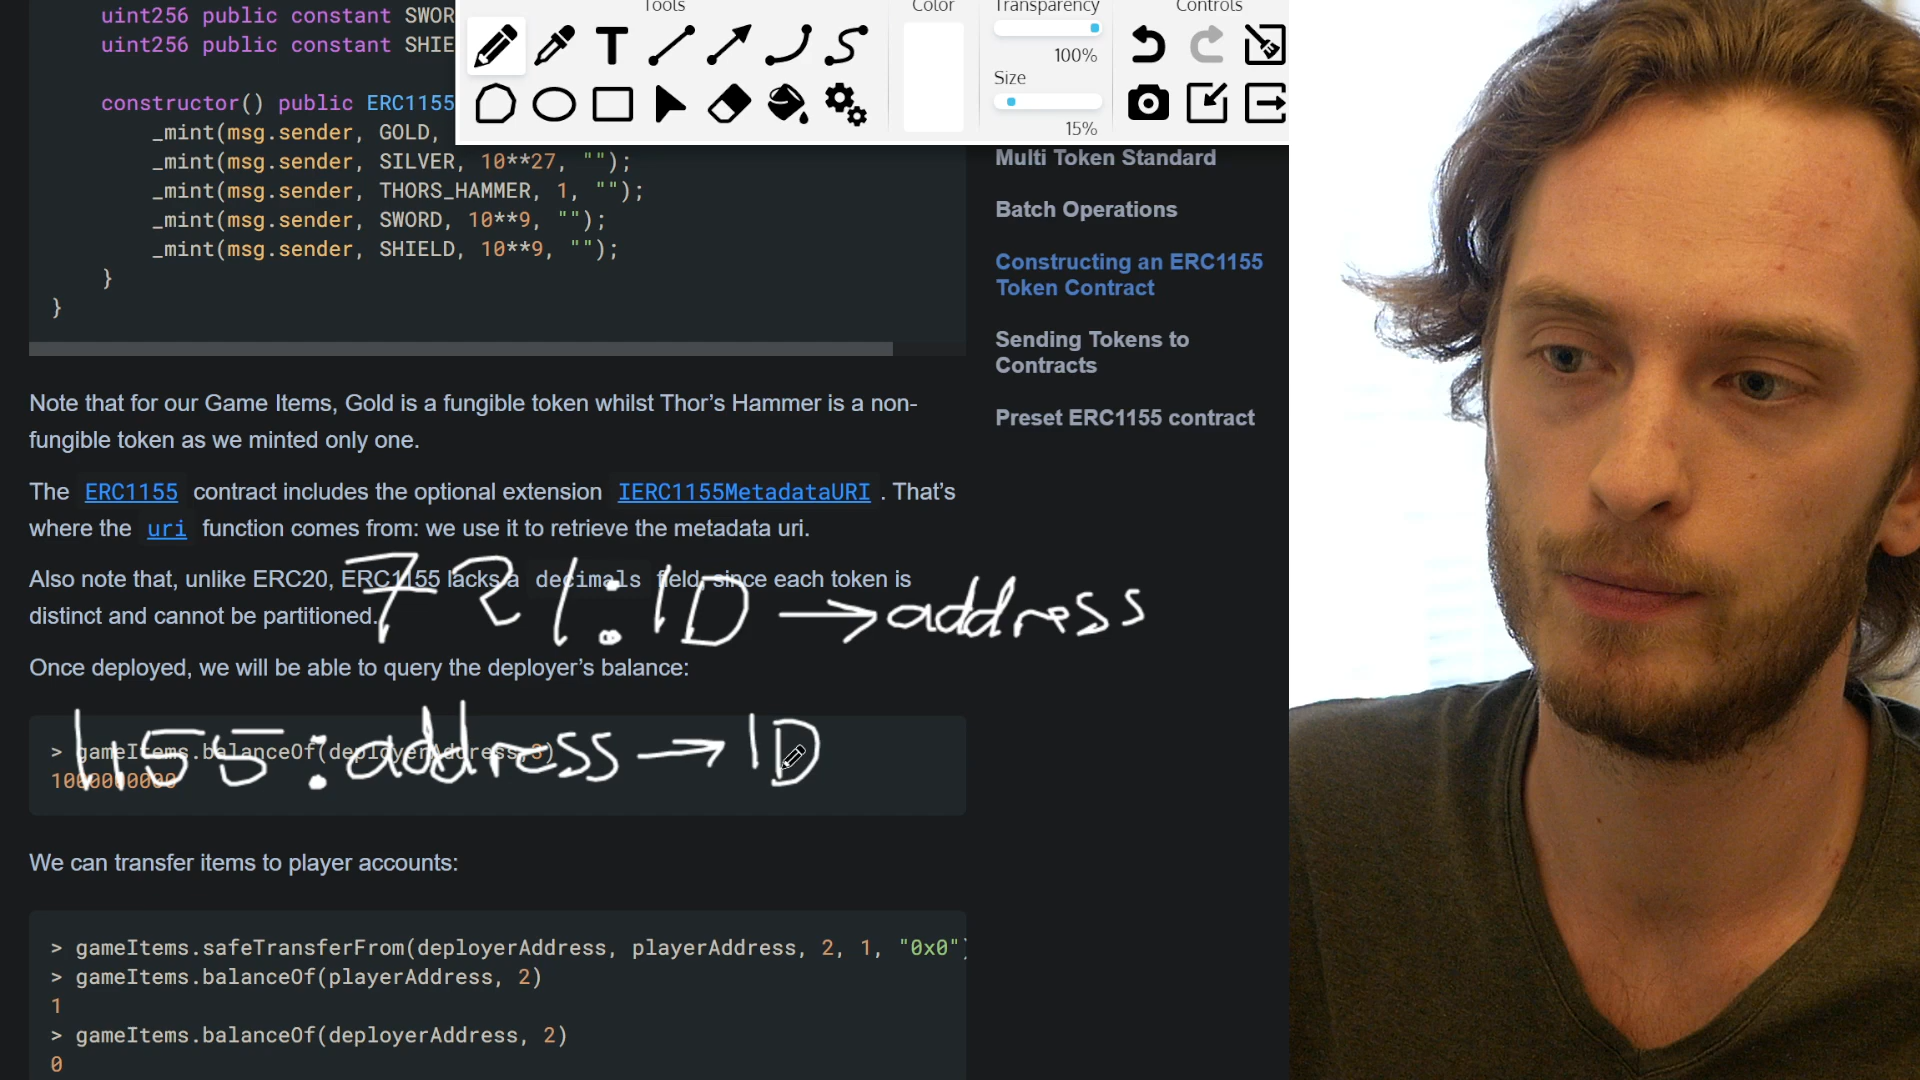 uint256 public constant SWOR
uint256 public constant SHIE
constructor() public ERC1155
_mint(msg.sender, GOLD,
_mint(msg.sender, SILVER, 10**27, "");
_mint(msg.sender, THORS_HAMMER, 1, "");
_mint(msg.sender, SWORD, 10**9, "");
_mint(msg.sender, SHIELD, 10**9, "");
}
}
Tools
Color
Transparency
100%
Size
15%
Controls
Multi Token Standard
Batch Operations
Constructing an ERC1155
Token Contract
Sending Tokens to
Contracts
Preset ERC1155 contract
Note that for our Game Items, Gold is a fungible token whilst Thor’s Hammer is a non-
fungible token as we minted only one.
The ERC1155 contract includes the optional extension IERC1155MetadataURI . That’s
where the uri function comes from: we use it to retrieve the metadata uri.
Also note that, unlike ERC20, ERC1155 lacks a decimals field, since each token is
distinct and cannot be partitioned.
721: ID → address
Once deployed, we will be able to query the deployer’s balance:
> gameItems.balanceOf(deployerAddress,3)
1000000000
1155: address → ID
We can transfer items to player accounts:
> gameItems.safeTransferFrom(deployerAddress, playerAddress, 2, 1, "0x0")
> gameItems.balanceOf(playerAddress, 2)
1
> gameItems.balanceOf(deployerAddress, 2)
0